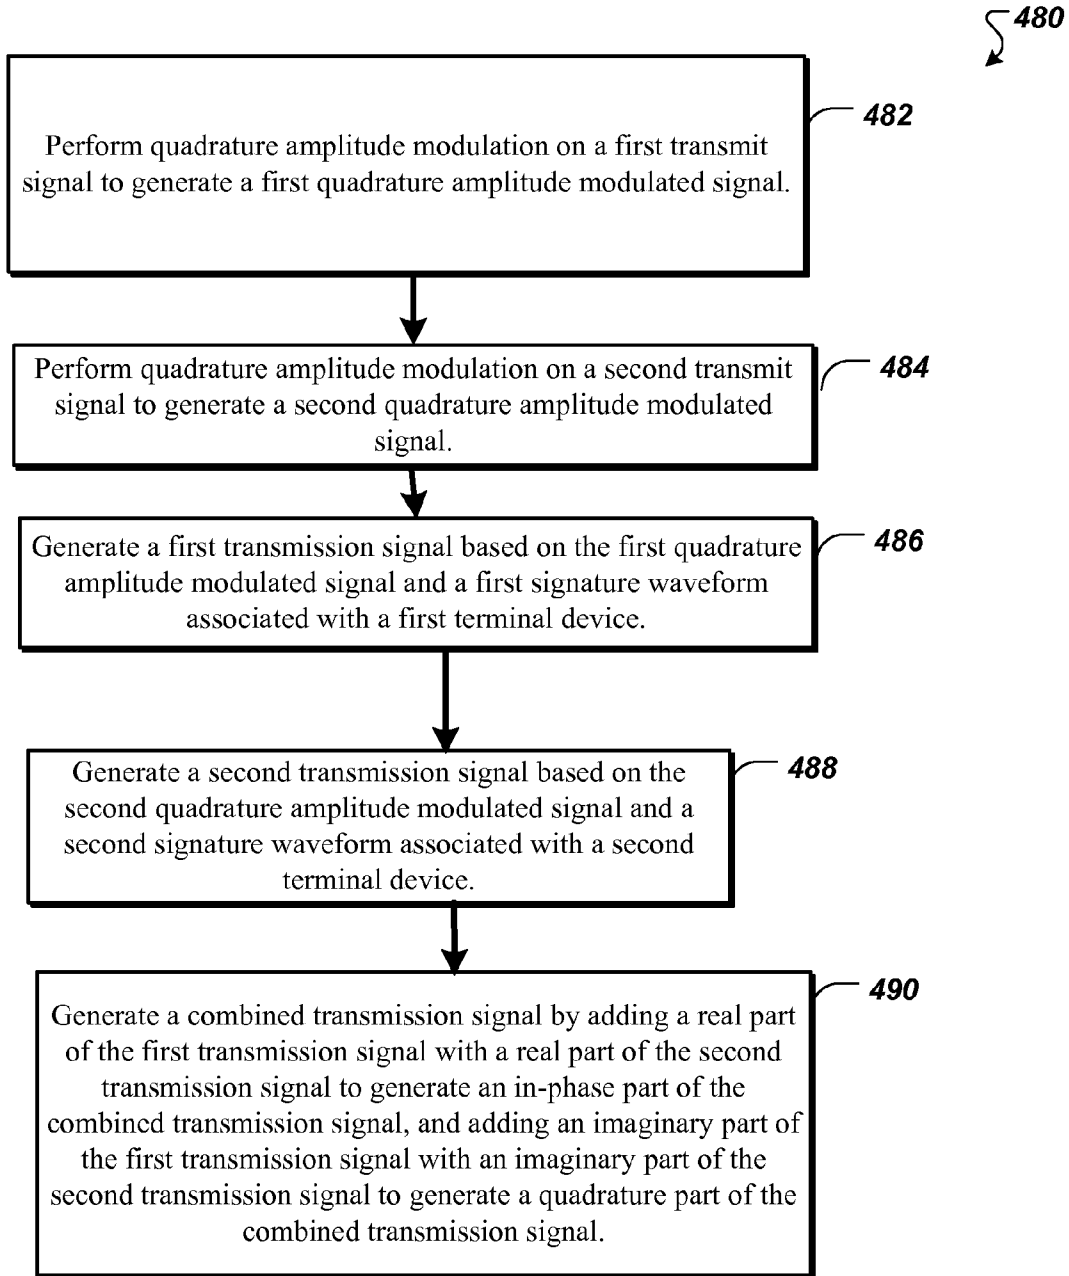 480
482
Perform quadrature amplitude modulation on a first transmit
signal to generate a first quadrature amplitude modulated signal.
484
Perform quadrature amplitude modulation on a second transmit
signal to generate a second quadrature amplitude modulated
signal.
486
Generate a first transmission signal based on the first quadrature
amplitude modulated signal and a first signature waveform
associated with a first terminal device.
488
Generate a second transmission signal based on the
second quadrature amplitude modulated signal and a
second signature waveform associated with a second
terminal device.
490
Generate a combined transmission signal by adding a real part
of the first transmission signal with a real part of the second
transmission signal to generate an in-phase part of the
combined transmission signal, and adding an imaginary part of
the first transmission signal with an imaginary part of the
second transmission signal to generate a quadrature part of the
combined transmission signal.